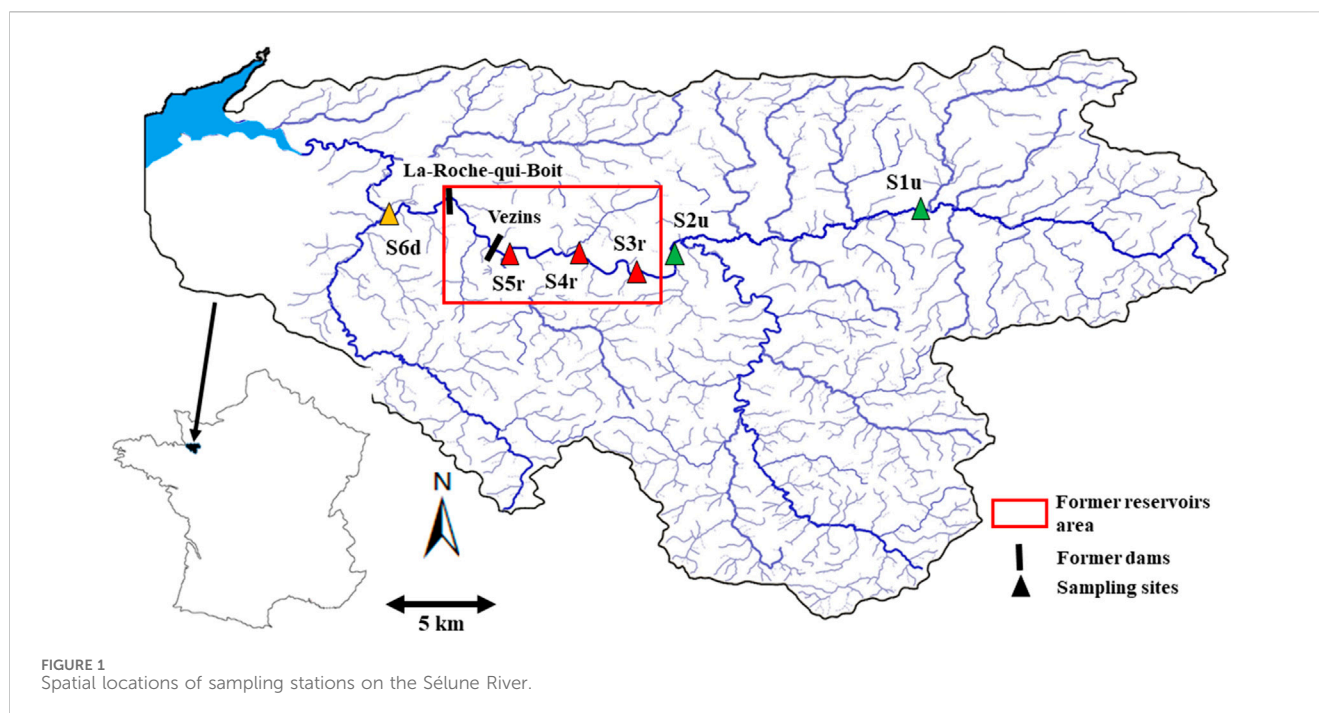 La-Roche-qui-Boit
S1u
Vezins
S2u
S3r
S6d
S5r
S4r
N
5 km
Former reservoirs
area
Former dams
Sampling sites
FIGURE 1
Spatial locations of sampling stations on the Sélune River.